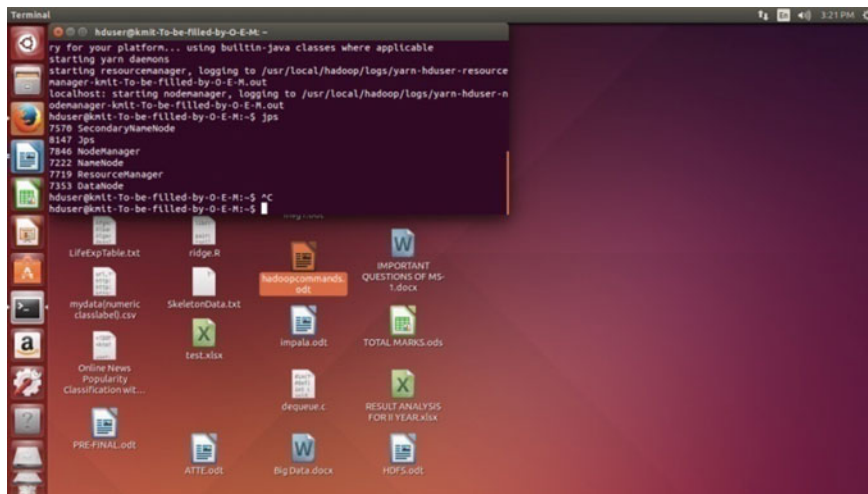 Terminal
En
3:21 PM
hduser@kmit-To-be-filled-by-O-E-M: ~
ry for your platform... using builtin-java classes where applicable
starting yarn daemons
starting resourcemanager, logging to /usr/local/hadoop/logs/yarn-hduser-resource
manager-kmit-To-be-filled-by-O-E-M.out
localhost: starting nodemanager, logging to /usr/local/hadoop/logs/yarn-hduser-n
odemanager-kmit-To-be-filled-by-O-E-M.out
hduser@kmit-To-be-filled-by-O-E-M:~$ jps
7570 SecondaryNameNode
8147 Jps
7846 NodeManager
7222 NameNode
7719 ResourceManager
7353 DataNode
hduser@kmit-To-be-filled-by-O-E-M:~$ ^C
hduser@kmit-To-be-filled-by-O-E-M:~$
LifeExpTable.txt
ridge.R
hadoopcommands.
odt
IMPORTANT
QUESTIONS OF MS-
1.docx
mydata(numeric
classlabel).csv
SkeletonData.txt
impala.odt
TOTAL MARKS.ods
Online News
Popularity
Classification wit...
test.xlsx
dequeue.c
RESULT ANALYSIS
FOR II YEAR.xlsx
PRE-FINAL.odt
ATTE.odt
Big Data.docx
HDFS.odt